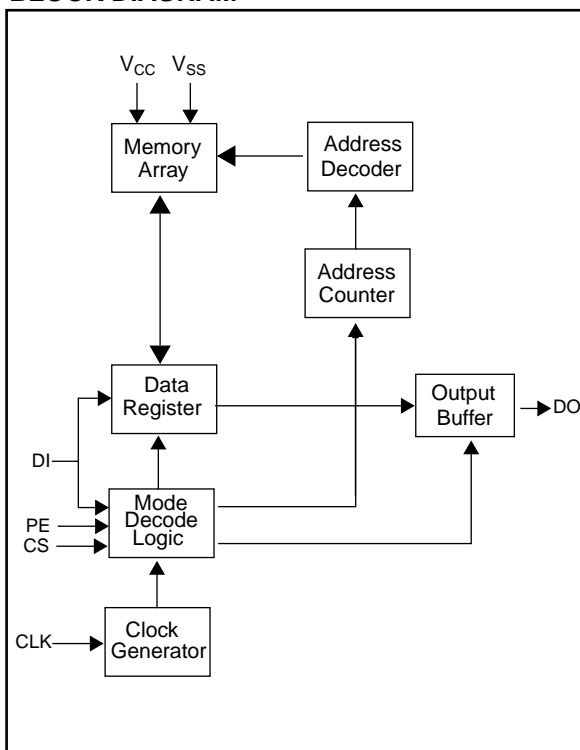 BLOCK DIAGRAM
VCC VSS
Memory
Array
Address
Decoder
Address
Counter
Data
Register
Output
Buffer
DO
DI
PE
CS
Mode
Decode
Logic
CLK
Clock
Generator